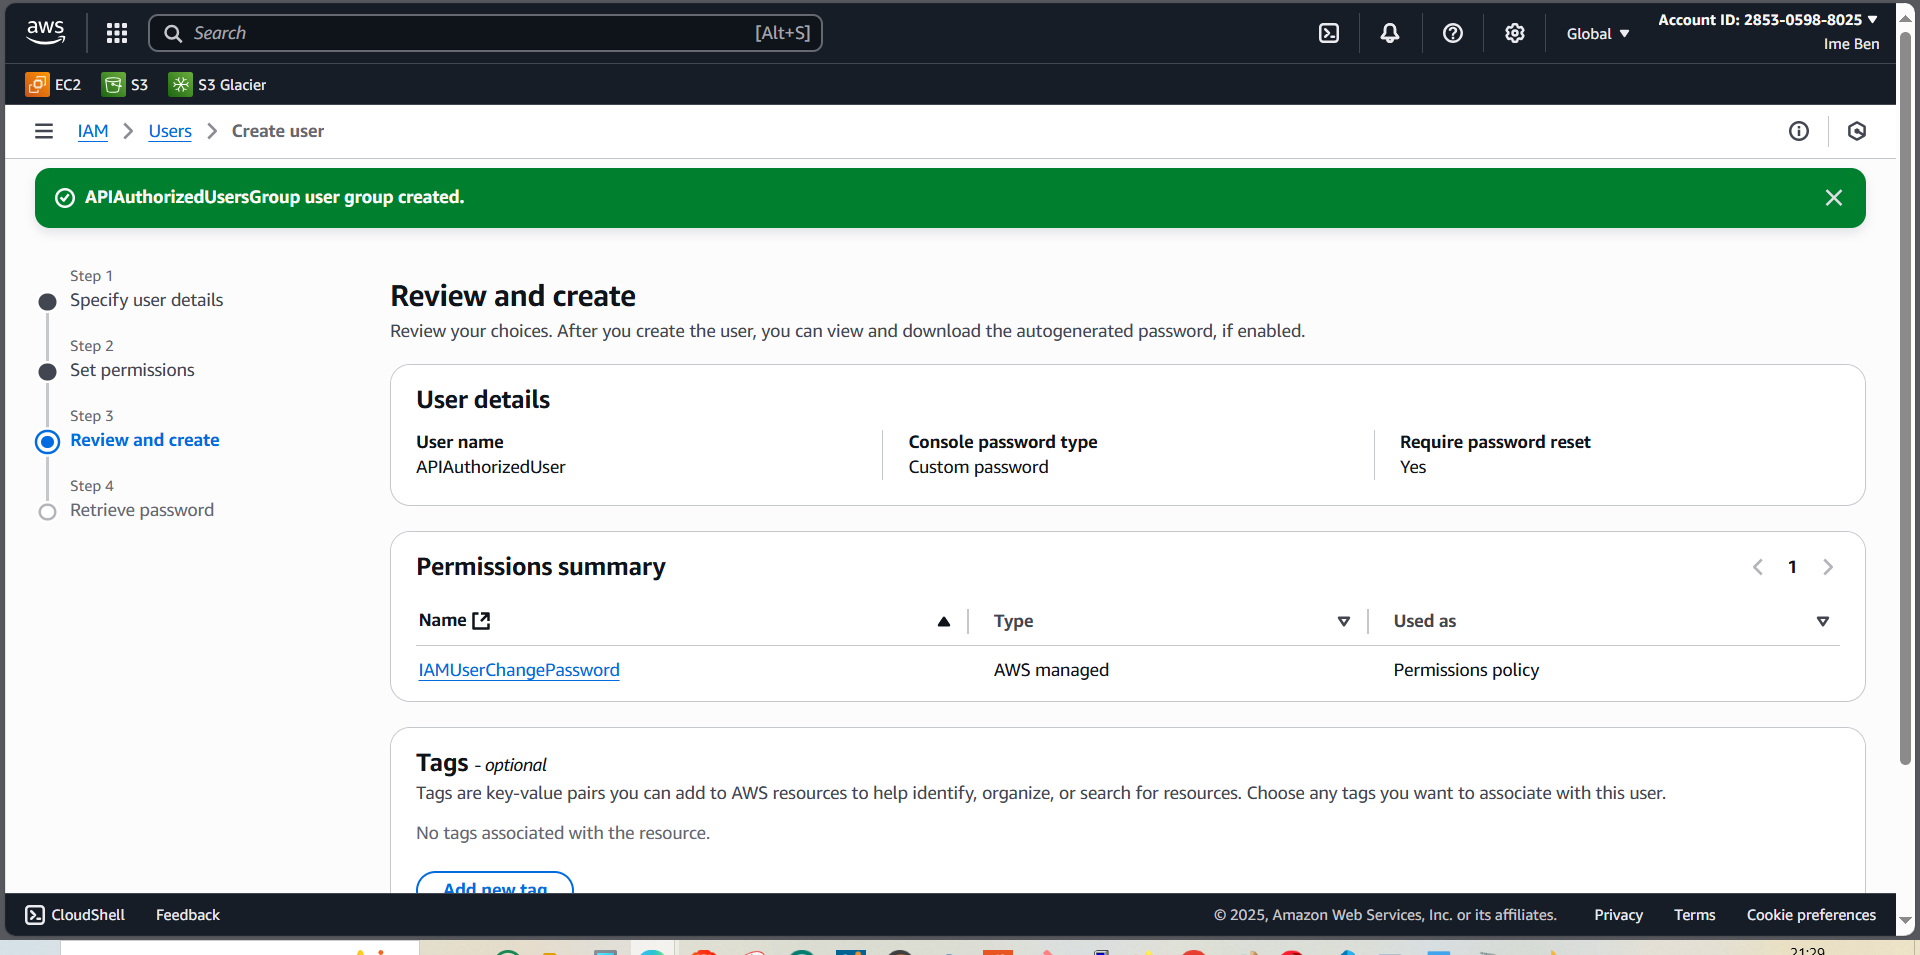 aws
Search
[Alt+S]
Global
Account ID: 2853-0598-8025
Ime Ben
EC2
S3
S3 Glacier
IAM
Users
Create user
APIAuthorizedUsersGroup user group created.
Step 1
Specify user details
Step 2
Set permissions
Step 3
Review and create
Step 4
Retrieve password
Review and create
Review your choices. After you create the user, you can view and download the autogenerated password, if enabled.
User details
User name
APIAuthorizedUser
Console password type
Custom password
Require password reset
Yes
Permissions summary
1
Name
Type
Used as
IAMUserChangePassword
AWS managed
Permissions policy
Tags - optional
Tags are key-value pairs you can add to AWS resources to help identify, organize, or search for resources. Choose any tags you want to associate with this user.
No tags associated with the resource.
Add new tag
CloudShell
Feedback
© 2025, Amazon Web Services, Inc. or its affiliates.
Privacy
Terms
Cookie preferences
21:29